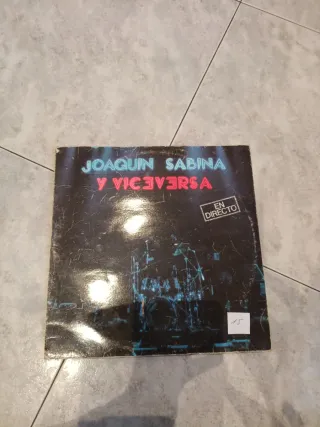 JOAQUIN SABINA
Y VICEVERSA
EN
DIRECTO